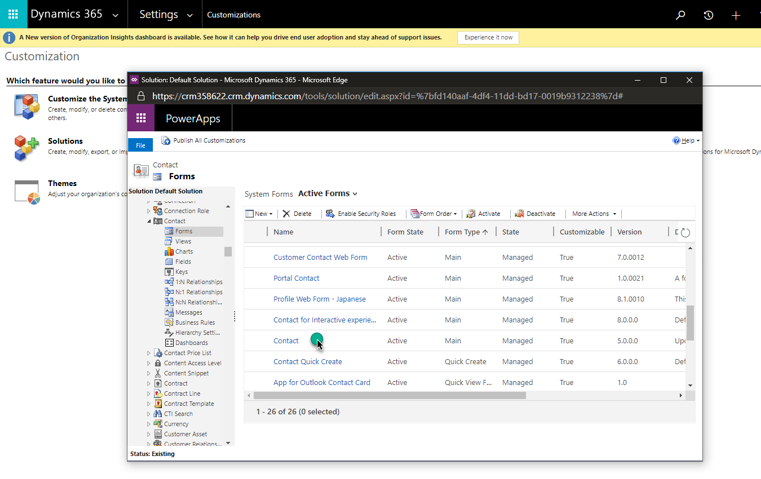 Dynamics 365
Settings
Customizations
A New version of Organization Insights dashboard is available. See how it can help you drive end user adoption and stay ahead of support issues.
Experience it now
Customization
Which feature would you like to
Customize the System
Create, modify, or delete com
others.
Solutions
Create, modify, export, or imp
Themes
Adjust your organization's co
ons for Microsoft Dy
Solution: Default Solution - Microsoft Dynamics 365 - Microsoft Edge
https://crm358622.crm.dynamics.com/tools/solution/edit.aspx?id=%7bfd140aaf-4df4-11dd-bd17-0019b9312238%7d#
PowerApps
File
Publish All Customizations
Help
Contact
Forms
Solution Default Solution
Connection
Connection Role
Contact
Forms
Views
Charts
Fields
Keys
1:N Relationships
N:1 Relationships
N:N Relationshi...
Messages
Business Rules
Hierarchy Setti...
Dashboards
Contact Price List
Content Access Level
Content Snippet
Contract
Contract Line
Contract Template
CTI Search
Currency
Customer Asset
Customer Relations...
System Forms Active Forms
New Delete Enable Security Roles Form Order Activate Deactivate More Actions
Name Form State Form Type State Customizable Version D
Customer Contact Web Form Active Main Managed True 7.0.0012
Portal Contact Active Main Managed True 1.0.0021 A fo
Profile Web Form - Japanese Active Main Managed True 8.1.0010 This
Contact for Interactive experie... Active Main Managed True 8.0.0.0 Def
Contact Active Main Managed True 5.0.0.0 Upd
Contact Quick Create Active Quick Create Managed True 6.0.0.0 Def
App for Outlook Contact Card Active Quick View F... Managed True 1.0
1 - 26 of 26 (0 selected)
Status: Existing